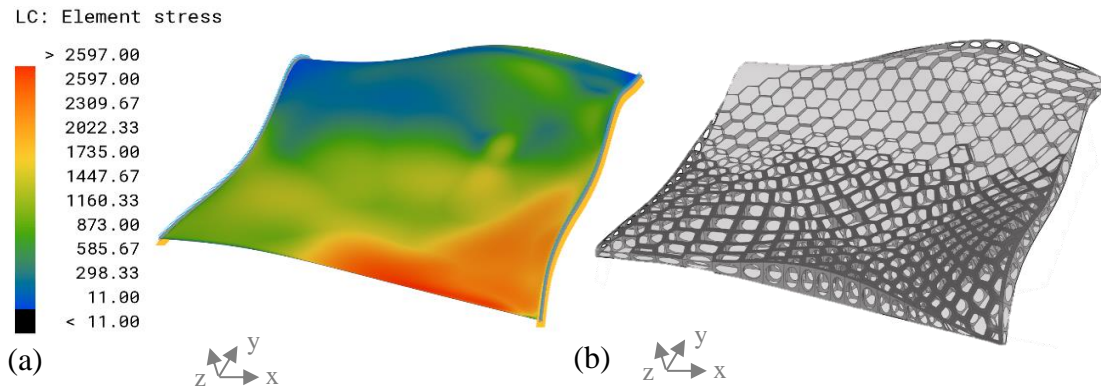 LC: Element stress
> 2597.00
2597.00
2309.67
2022.33
1735.00
1447.67
1160.33
873.00
585.67
298.33
11.00
< 11.00
(a)
z
y
x
(b)
z
y
x